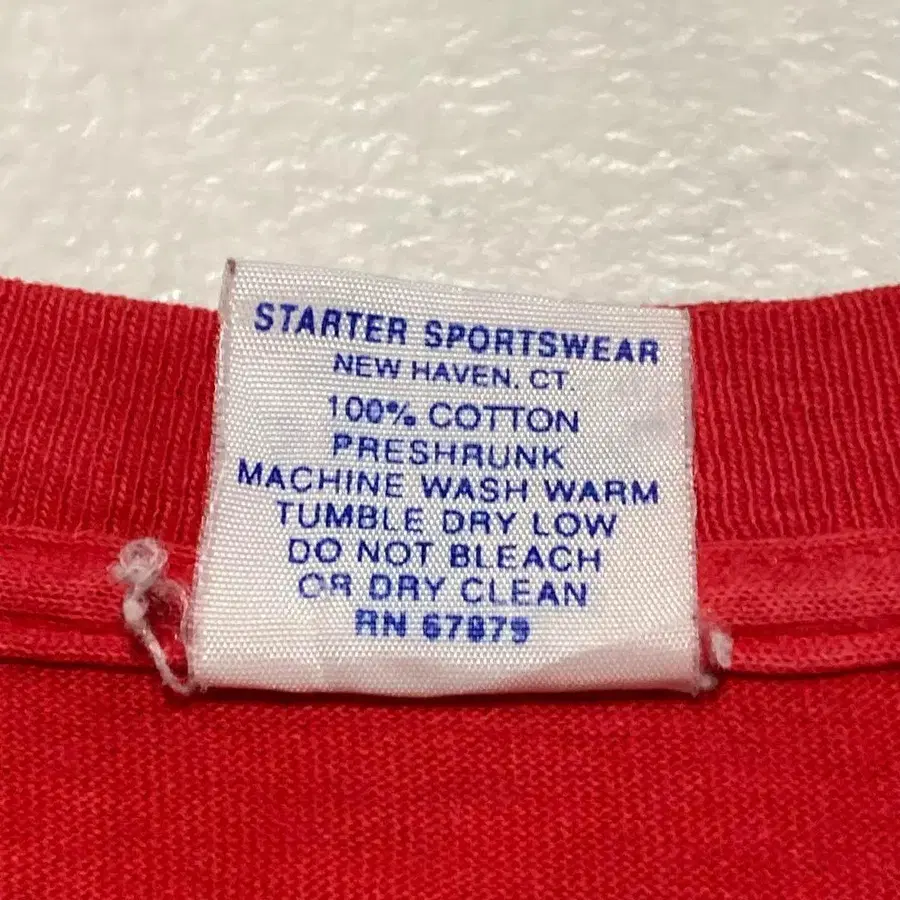 STARTER SPORTSWEAR
NEW HAVEN, CT.
100% COTTON
PRESHRUNK
MACHINE WASH WARM
TUMBLE DRY LOW
DO NOT BLEACH
OR DRY CLEAN
RN 67879